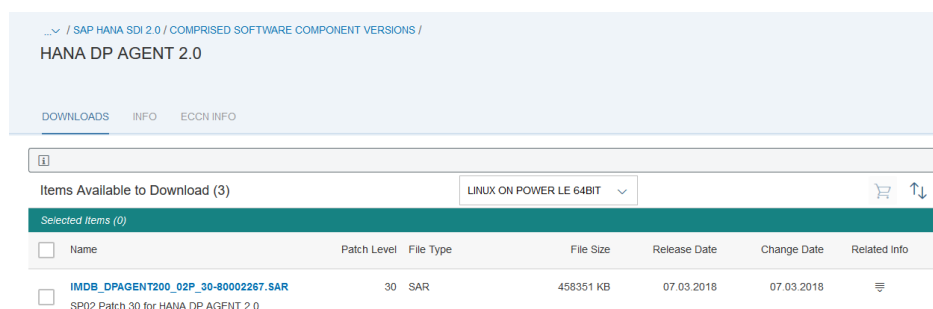 ...∨ / SAP HANA SDI 2.0 / COMPRISED SOFTWARE COMPONENT VERSIONS /
HANA DP AGENT 2.0
DOWNLOADS INFO ECCN INFO
i
Items Available to Download (3) LINUX ON POWER LE 64BIT
Selected Items (0)
Name Patch Level File Type File Size Release Date Change Date Related Info
IMDB_DPAGENT200_02P_30-80002267.SAR 30 SAR 458351 KB 07.03.2018 07.03.2018
SP02 Patch 30 for HANA DP AGENT 2.0